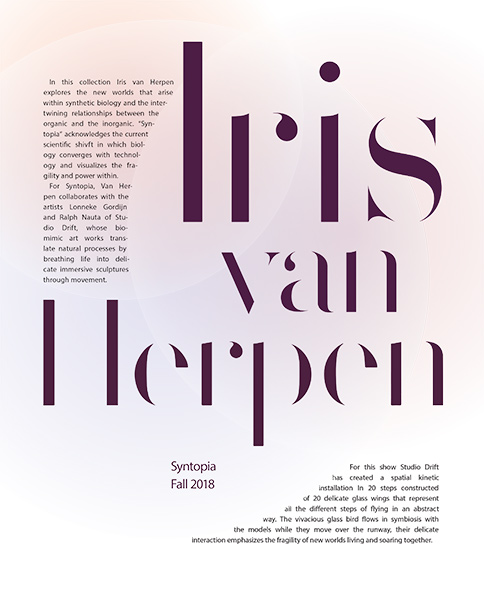 In this collection Iris van Herpen
explores the new worlds that arise
within synthetic biology and the inter-
twining relationships between the
organic and the inorganic. “Syn-
topia” acknowledges the current
scientific shivft in which biol-
ogy converges with technol-
ogy and visualizes the fra-
gility and power within.
For Syntopia, Van Her-
pen collaborates with the
artists Lonneke Gordijn
and Ralph Nauta of Stu-
dio Drift, whose bio-
mimic art works trans-
late natural processes by
breathing life into deli-
cate immersive sculptures
through movement.
Iris
van
Herpen
Syntopia
Fall 2018
For this show Studio Drift
has created a spatial kinetic
installation In 20 steps constructed
of 20 delicate glass wings that represent
all the different steps of flying in an abstract
way. The vivacious glass bird flows in symbiosis with
the models while they move over the runway, their delicate
interaction emphasizes the fragility of new worlds living and soaring together.